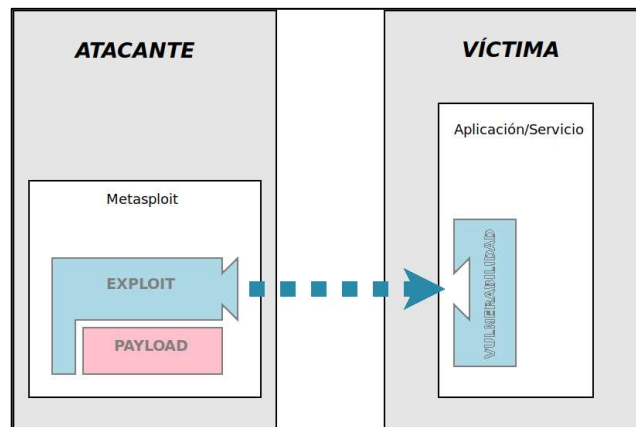 ATACANTE
VÍCTIMA
Aplicación/Servicio
Metasploit
EXPLOIT
PAYLOAD
VULNERABILIDAD